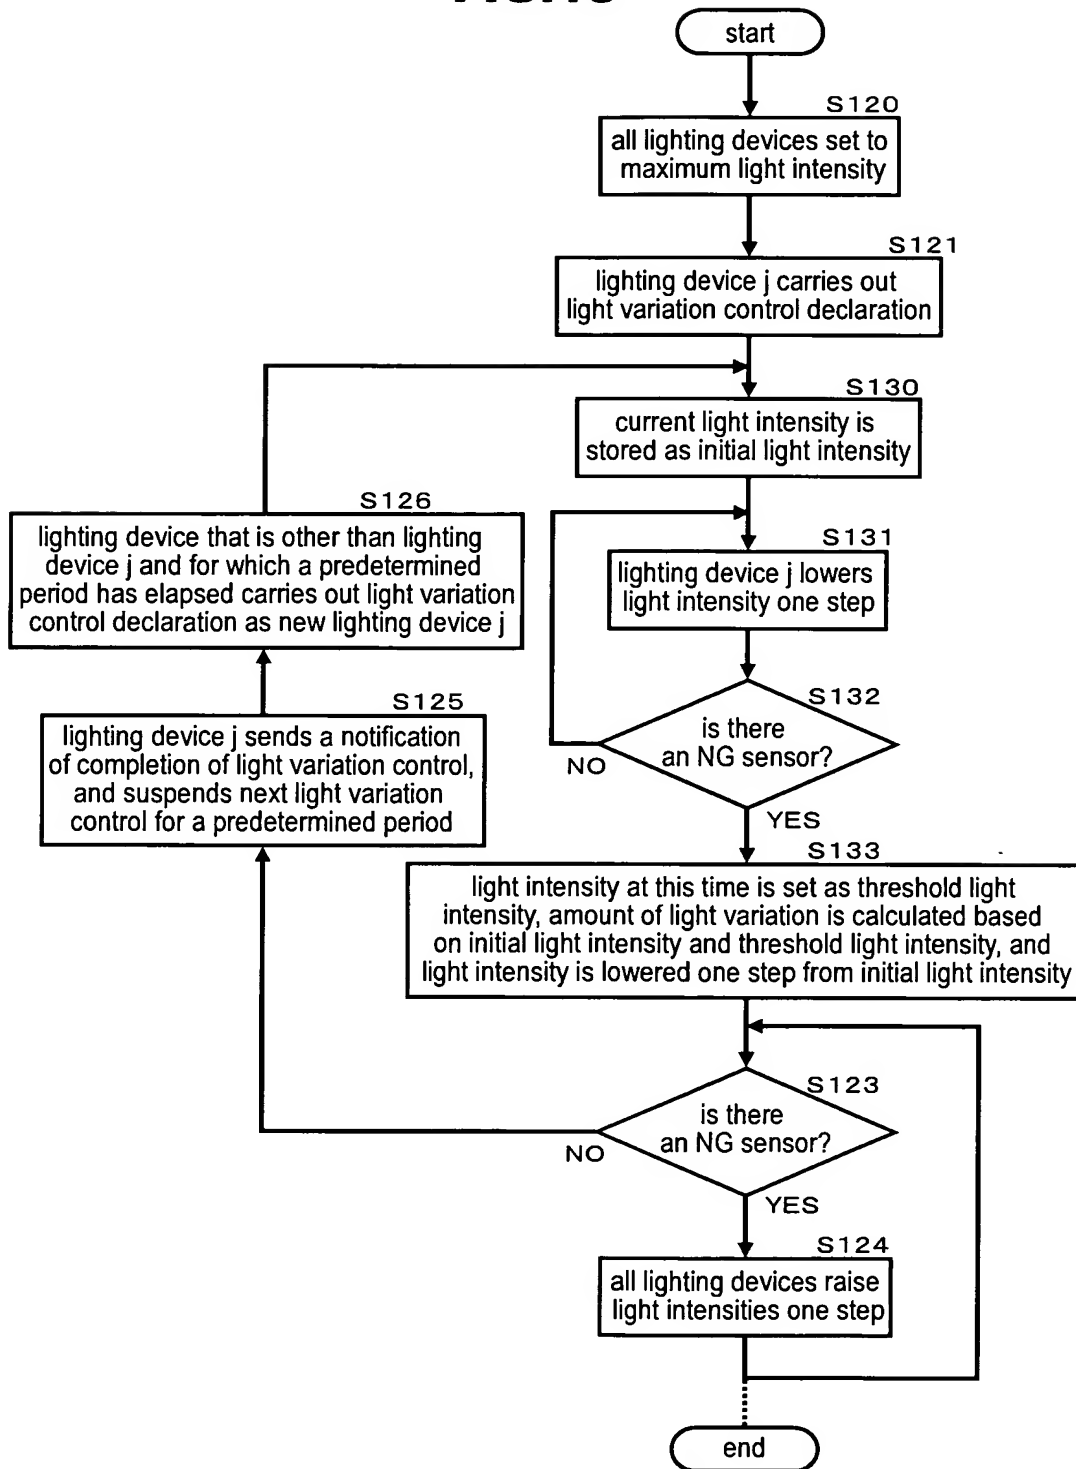 start
S120
all lighting devices set to
maximum light intensity
S121
lighting device j carries out
light variation control declaration
S130
current light intensity is
stored as initial light intensity
S126
lighting device that is other than lighting
device j and for which a predetermined
period has elapsed carries out light variation
control declaration as new lighting device j
S131
lighting device j lowers
light intensity one step
S132
is there
an NG sensor?
NO
YES
S125
lighting device j sends a notification
of completion of light variation control,
and suspends next light variation
control for a predetermined period
S133
light intensity at this time is set as threshold light
intensity, amount of light variation is calculated based
on initial light intensity and threshold light intensity, and
light intensity is lowered one step from initial light intensity
S123
is there
an NG sensor?
NO
YES
S124
all lighting devices raise
light intensities one step
end